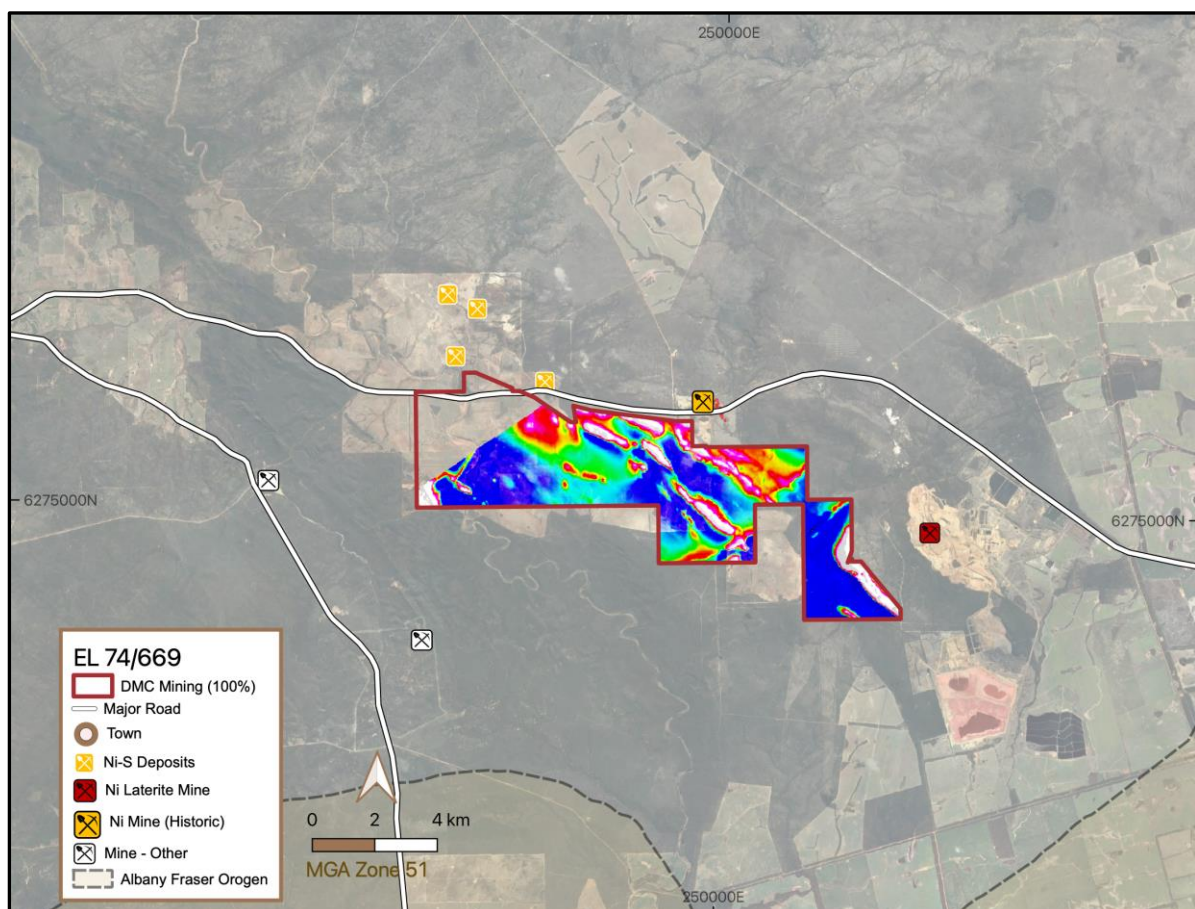 250000E
6275000N
6275000N
EL 74/669
DMC Mining (100%)
Major Road
Town
Ni-S Deposits
Ni Laterite Mine
Ni Mine (Historic)
Mine - Other
Albany Fraser Orogen
0 2 4 km
MGA Zone 51
250000E